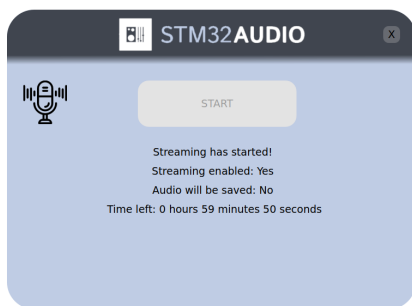 STM32AUDIO
X
START
Streaming has started!
Streaming enabled: Yes
Audio will be saved: No
Time left: 0 hours 59 minutes 50 seconds